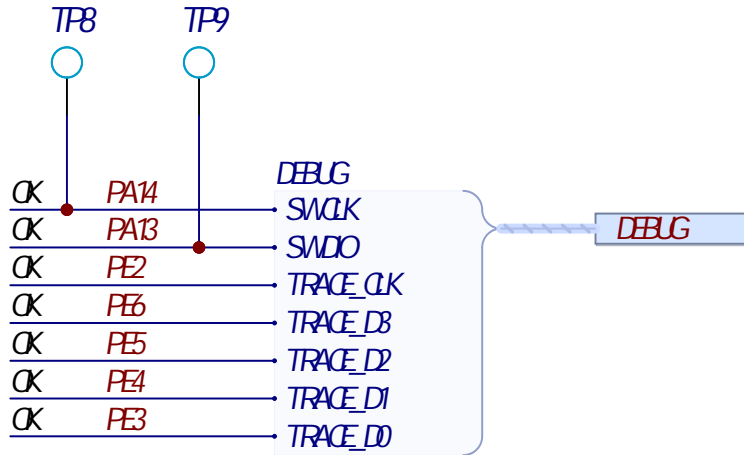 TP8 TP9
DEBUG
OK PA14 SWCLK
DEBUG
OK PA13 SWDIO
OK PE2 TRACE_CLK
OK PE6 TRACE_D3
OK PE5 TRACE_D2
OK PE4 TRACE_D1
OK PE3 TRACE_D0